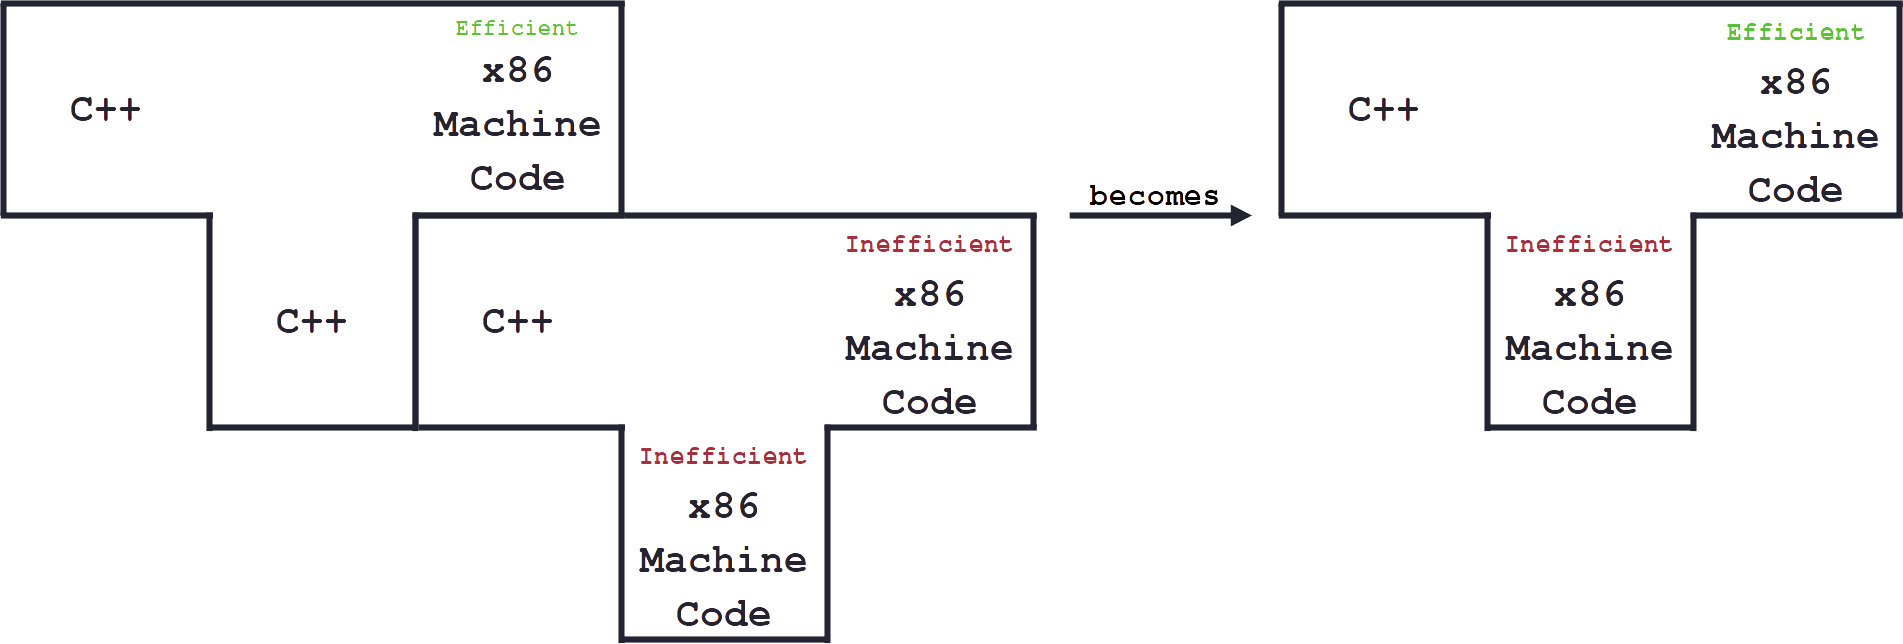 C++
Efficient
x86
Machine
Code
C++
C++
Inefficient
x86
Machine
Code
Inefficient
x86
Machine
Code
becomes
C++
Efficient
x86
Machine
Code
Inefficient
x86
Machine
Code